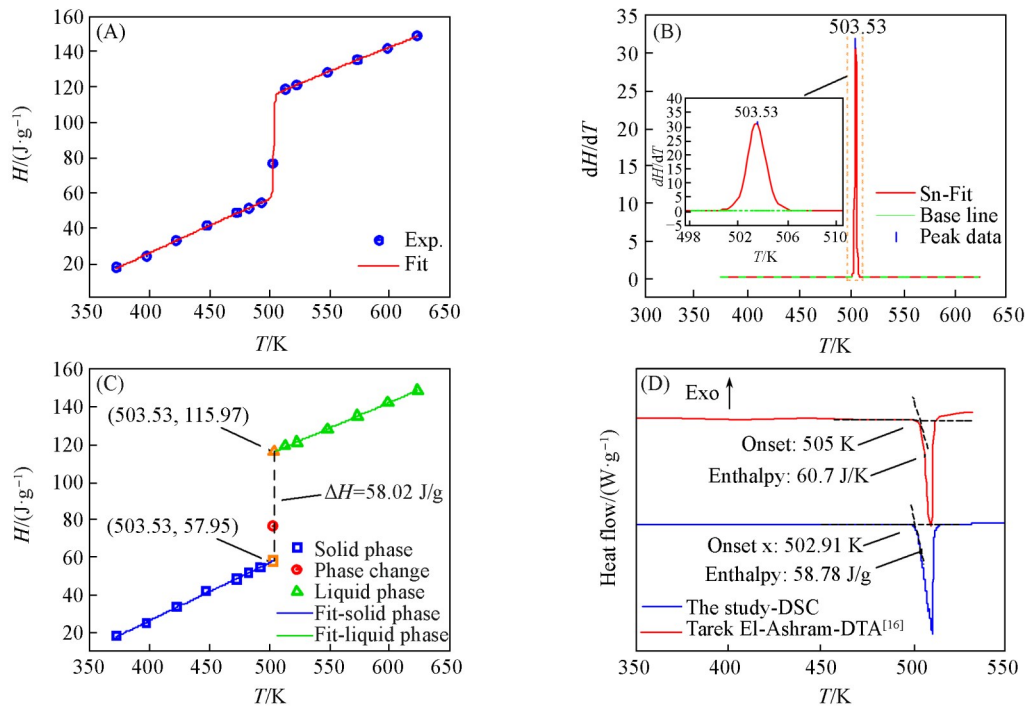 (A)
160
140
120
100
80
60
40
20
H/(J·g⁻¹)
Exp.
Fit
350 400 450 500 550 600 650
T/K
(B)
503.53
35
30
25
20
15
10
5
0
dH/dT
40
35
30
25
20
15
10
5
0
−5
dH/dT
503.53
498 502 506 510
T/K
Sn-Fit
Base line
Peak data
300 350 400 450 500 550 600 650
T/K
(C)
160
140
120
100
80
60
40
20
H/(J·g⁻¹)
(503.53, 115.97)
ΔH=58.02 J/g
(503.53, 57.95)
Solid phase
Phase change
Liquid phase
Fit-solid phase
Fit-liquid phase
350 400 450 500 550 600 650
T/K
(D)
Exo
Heat flow/(W·g⁻¹)
Onset: 505 K
Enthalpy: 60.7 J/K
Onset x: 502.91 K
Enthalpy: 58.78 J/g
The study-DSC
Tarek El-Ashram-DTA[16]
350 400 450 500 550
T/K